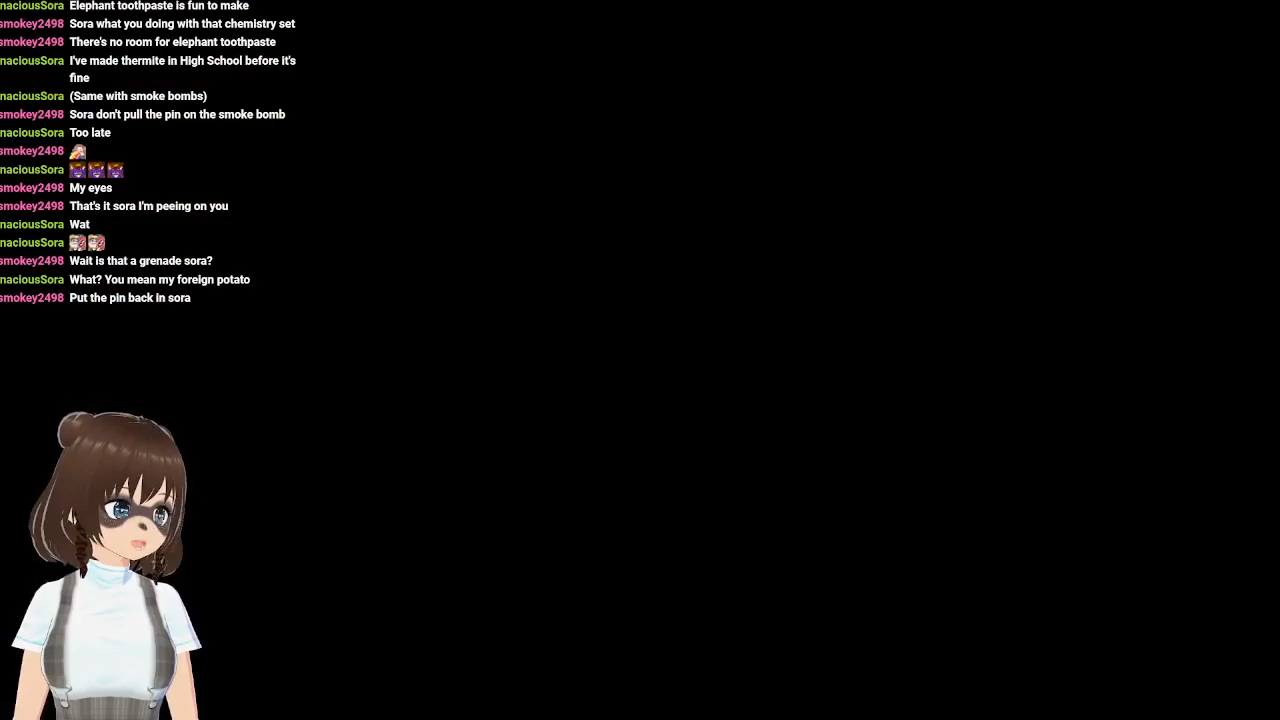 naciousSora Elephant toothpaste is fun to make
smokey2498 Sora what you doing with that chemistry set
smokey2498 There's no room for elephant toothpaste
naciousSora I've made thermite in High School before it's
fine
naciousSora (Same with smoke bombs)
smokey2498 Sora don't pull the pin on the smoke bomb
naciousSora Too late
smokey2498
naciousSora
smokey2498 My eyes
smokey2498 That's it sora I'm peeing on you
naciousSora Wat
naciousSora
smokey2498 Wait is that a grenade sora?
naciousSora What? You mean my foreign potato
smokey2498 Put the pin back in sora